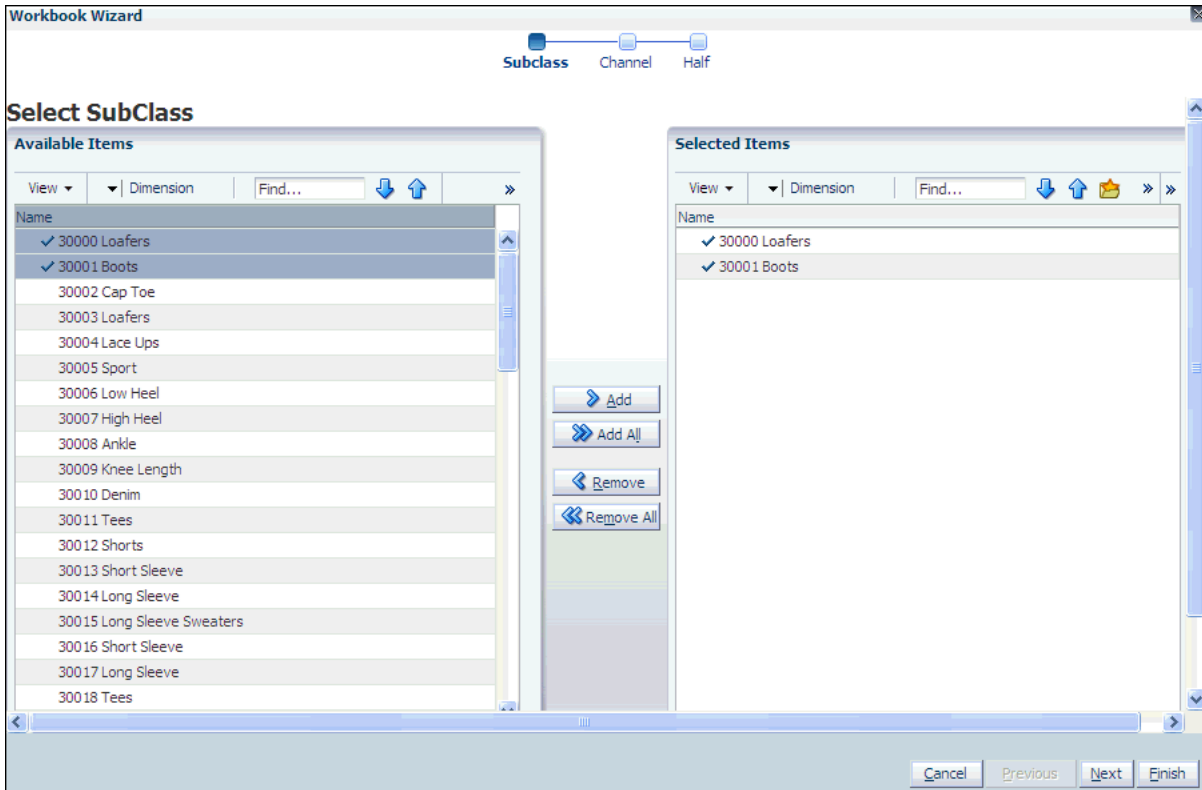 Workbook Wizard
Subclass Channel Half
Select SubClass
Available Items
View Dimension Find...
Name
30000 Loafers
30001 Boots
30002 Cap Toe
30003 Loafers
30004 Lace Ups
30005 Sport
30006 Low Heel
30007 High Heel
30008 Ankle
30009 Knee Length
30010 Denim
30011 Tees
30012 Shorts
30013 Short Sleeve
30014 Long Sleeve
30015 Long Sleeve Sweaters
30016 Short Sleeve
30017 Long Sleeve
30018 Tees
Add
Add All
Remove
Remove All
Selected Items
View Dimension Find...
Name
30000 Loafers
30001 Boots
Cancel Previous Next Finish